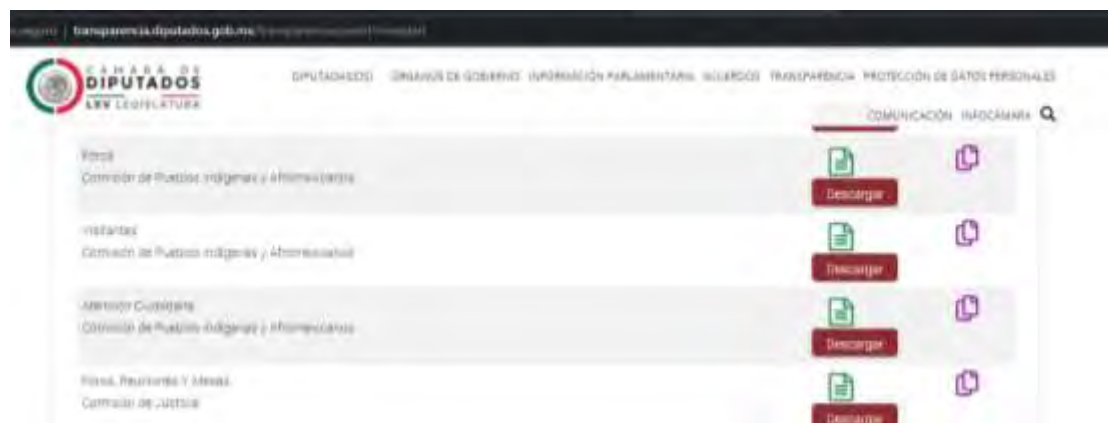 transparencia.diputados.gob.mx
CÁMARA DE
DIPUTADOS
LXV LEGISLATURA
DIPUTADAS(OS) ÓRGANOS DE GOBIERNO INFORMACIÓN PARLAMENTARIA ACUERDOS TRANSPARENCIA PROTECCIÓN DE DATOS PERSONALES
COMUNICACIÓN INFOCÁMARA
Foros
Comisión de Pueblos Indígenas y Afromexicanos
Descargar
Visitantes
Comisión de Pueblos Indígenas y Afromexicanos
Descargar
Atención Ciudadana
Comisión de Pueblos Indígenas y Afromexicanos
Descargar
Foros, Reuniones Y Mesas
Comisión de Justicia
Descargar